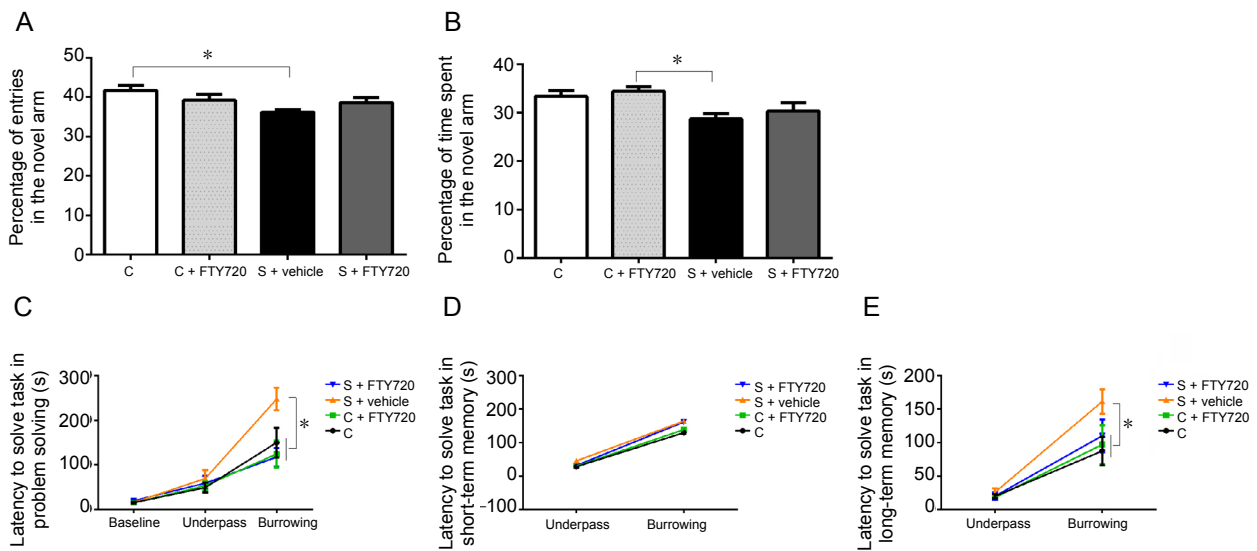 A
Percentage of entries
in the novel arm
50
40
30
20
10
0
*
C
C + FTY720
S + vehicle
S + FTY720
B
Percentage of time spent
in the novel arm
40
30
20
10
0
*
C
C + FTY720
S + vehicle
S + FTY720
C
Latency to solve task in
problem solving (s)
300
200
100
0
Baseline
Underpass
Burrowing
S + FTY720
S + vehicle
C + FTY720
C
*
D
Latency to solve task in
short-term memory (s)
300
200
100
0
–100
Underpass
Burrowing
S + FTY720
S + vehicle
C + FTY720
C
E
Latency to solve task in
long-term memory (s)
200
150
100
50
0
Underpass
Burrowing
S + FTY720
S + vehicle
C + FTY720
C
*